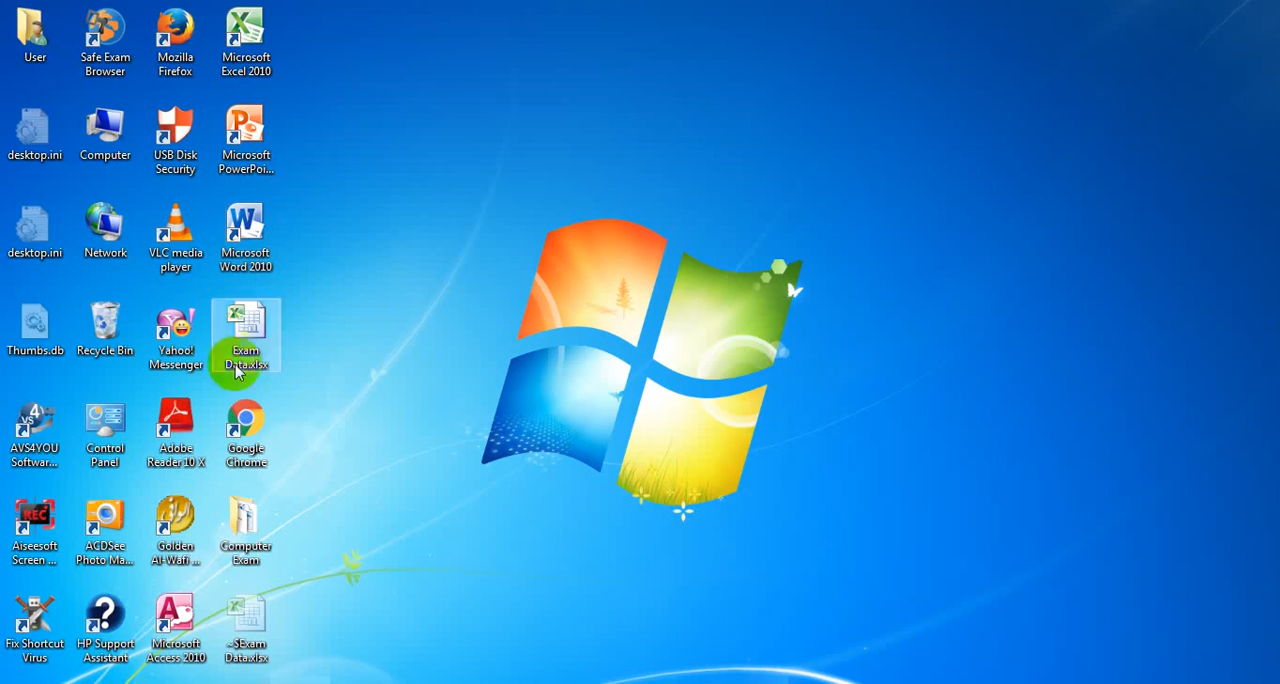 User
Safe Exam
Browser
Mozilla
Firefox
Microsoft
Excel 2010
desktop.ini
Computer
USB Disk
Security
Microsoft
PowerPoi...
desktop.ini
Network
VLC media
player
Microsoft
Word 2010
Thumbs.db
Recycle Bin
Yahoo!
Messenger
Exam
Data.xlsx
AVS4YOU
Softwar...
Control
Panel
Adobe
Reader 10 X
Google
Chrome
REC
Aiseesoft
Screen ...
ACDSee
Photo Ma...
Golden
Al-Wafi ...
Computer
Exam
Fix Shortcut
Virus
HP Support
Assistant
Microsoft
Access 2010
~$Exam
Data.xlsx